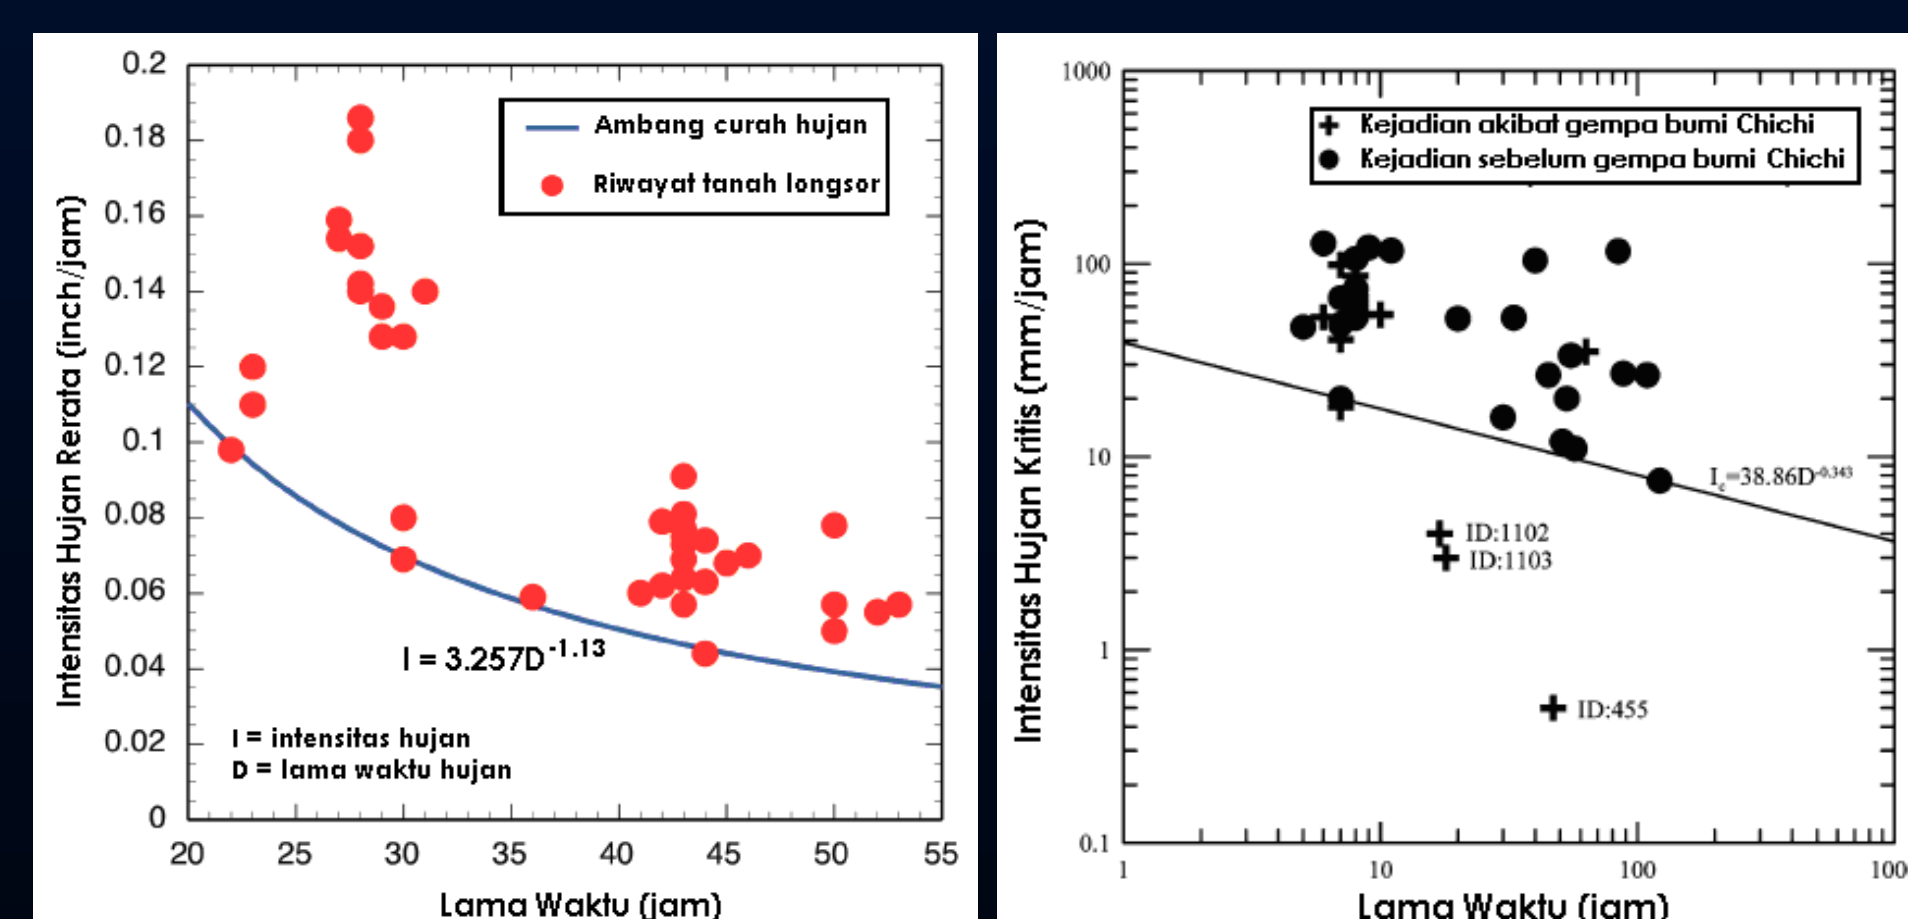 0.2
0.18
0.16
0.14
0.12
0.1
0.08
0.06
0.04
0.02
0
Intensitas Hujan Rerata (inch/jam)
Ambang curah hujan
Riwayat tanah longsor
I = 3.257D-1.13
I = intensitas hujan
D = lama waktu hujan
20 25 30 35 40 45 50 55
Lama Waktu (jam)
1000
100
10
1
0.1
Intensitas Hujan Kritis (mm/jam)
Kejadian akibat gempa bumi Chichi
Kejadian sebelum gempa bumi Chichi
Ic=38.86D-0.343
ID:1102
ID:1103
ID:455
1 10 100 100
Lama Waktu (jam)